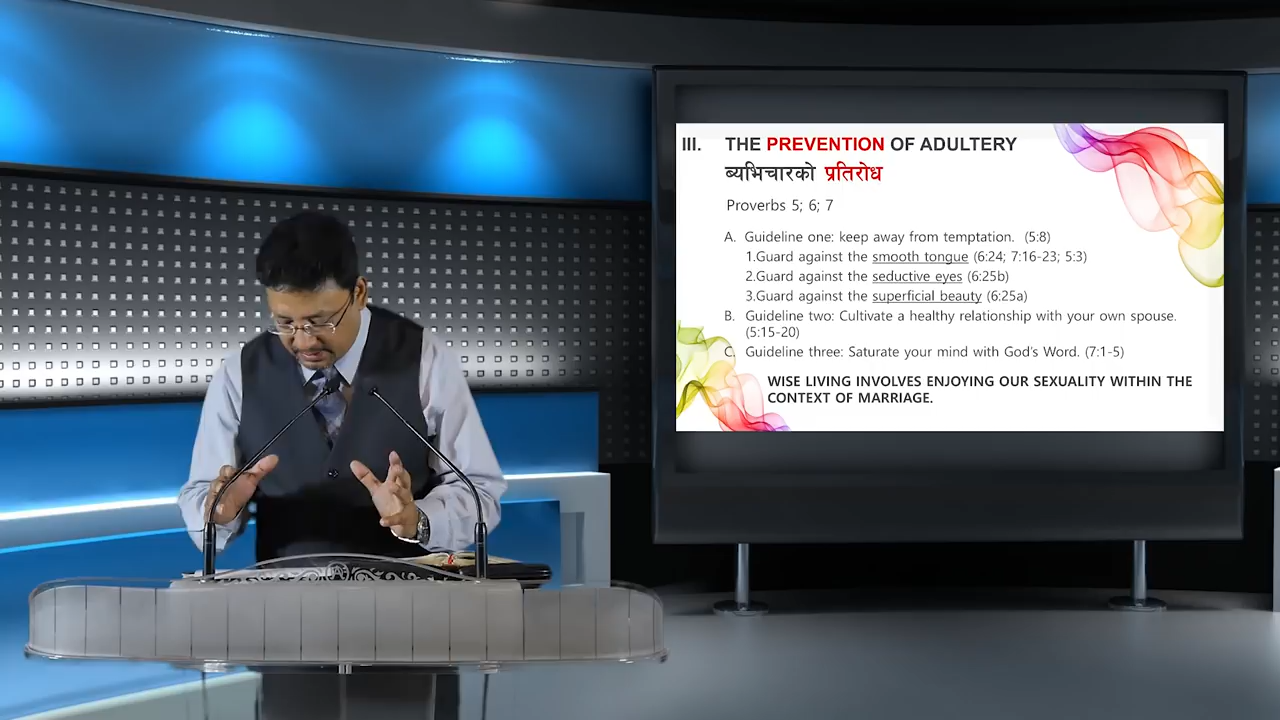 III. THE PREVENTION OF ADULTERY
ब्यभिचारको प्रतिरोध
Proverbs 5; 6; 7
A. Guideline one: keep away from temptation. (5:8)
1.Guard against the smooth tongue (6:24; 7:16-23; 5:3)
2.Guard against the seductive eyes (6:25b)
3.Guard against the superficial beauty (6:25a)
B. Guideline two: Cultivate a healthy relationship with your own spouse.
(5:15-20)
C. Guideline three: Saturate your mind with God's Word. (7:1-5)
WISE LIVING INVOLVES ENJOYING OUR SEXUALITY WITHIN THE
CONTEXT OF MARRIAGE.